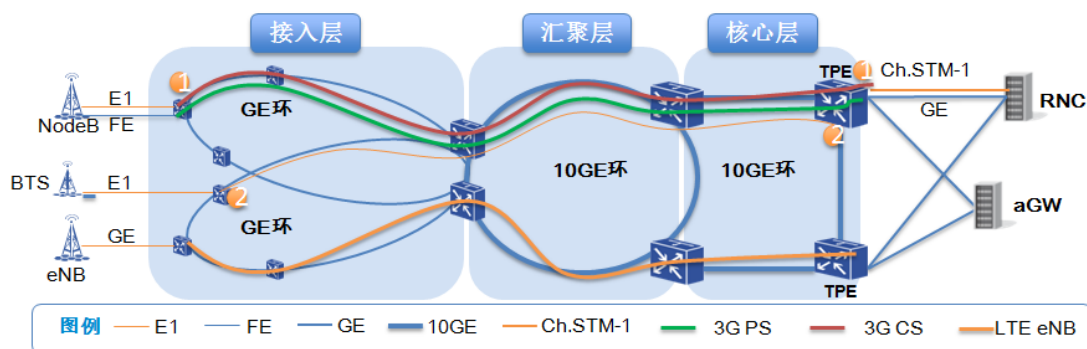 接入层
汇聚层
核心层
1
TPE
1
Ch.STM-1
E1
GE环
RNC
NodeB
FE
GE
2
BTS
E1
2
10GE环
10GE环
GE环
aGW
GE
eNB
TPE
图例
E1
FE
GE
10GE
Ch.STM-1
3G PS
3G CS
LTE eNB